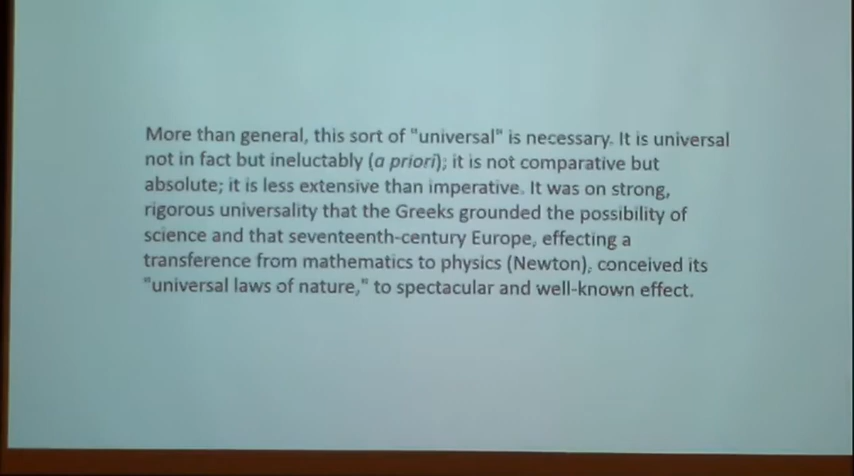 More than general, this sort of "universal" is necessary. It is universal
not in fact but ineluctably (a priori); it is not comparative but
absolute; it is less extensive than imperative. It was on strong,
rigorous universality that the Greeks grounded the possibility of
science and that seventeenth-century Europe, effecting a
transference from mathematics to physics (Newton), conceived its
"universal laws of nature," to spectacular and well-known effect.